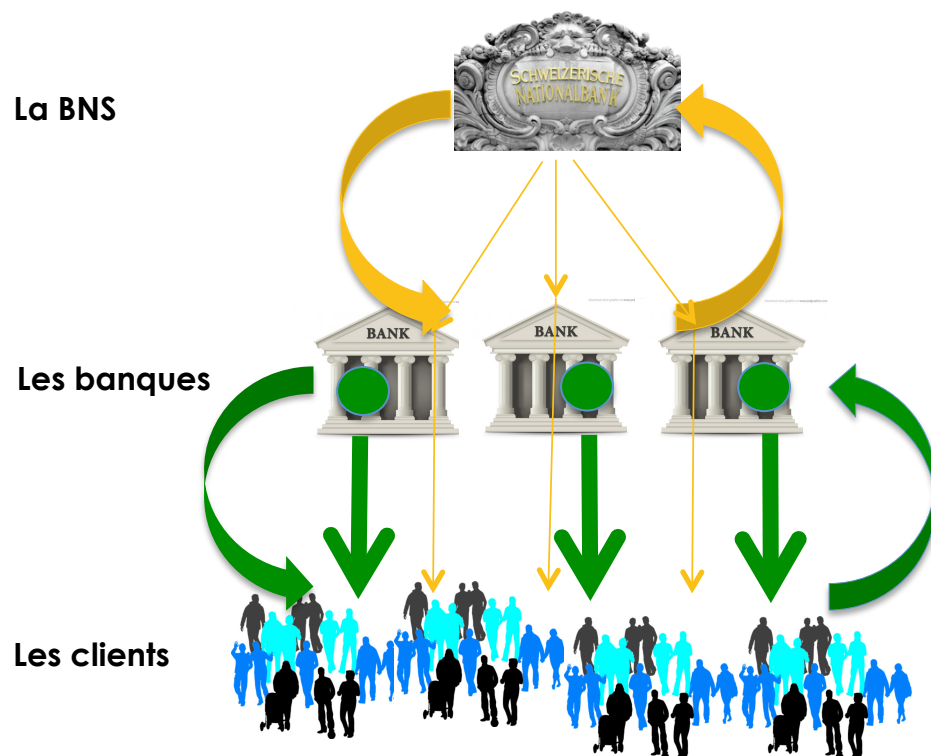 La BNS
SCHWEIZERISCHE
NATIONALBANK
BANK
BANK
BANK
Les banques
Les clients